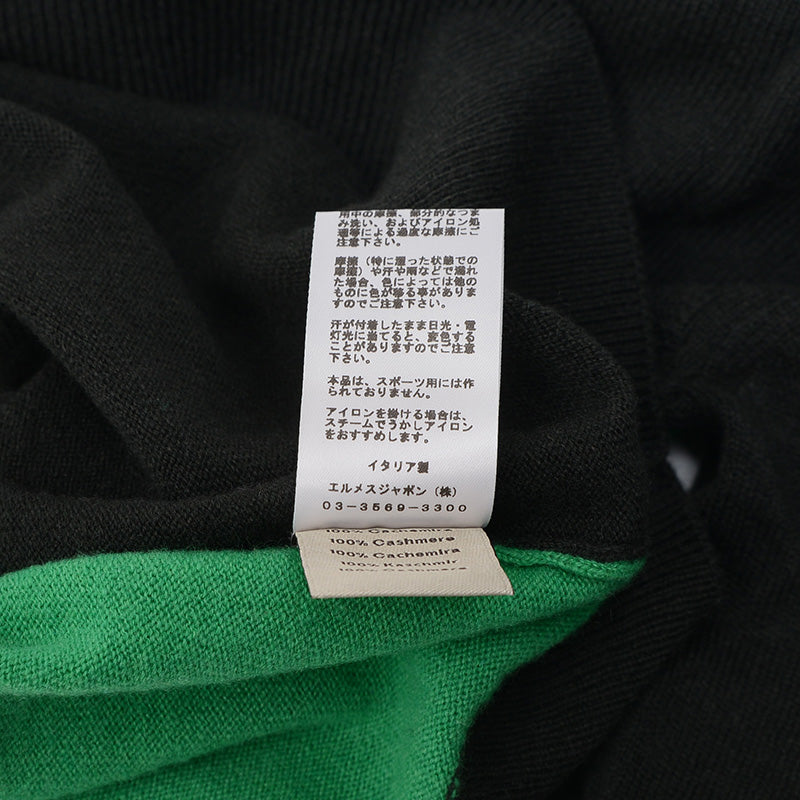 用中の摩擦、部分的なつま
み洗い、およびアイロン処
理等による過度な摩擦にご
注意下さい。
摩擦（特に湿った状態での
摩擦）や汗や雨などで濡れ
た場合、色によっては他の
ものに色が移る事がありま
すのでご注意下さい。
汗が付着したまま日光・電
灯光に当てると、変色する
ことがありますのでご注意
下さい。
本品は、スポーツ用には作
られておりません。
アイロンを掛ける場合は、
スチームでうかしアイロン
をおすすめします。
イタリア製
エルメスジャポン（株）
03-3569-3300
100% Cachemire
100% Cashmere
100% Cachemira
100% Kaschmir